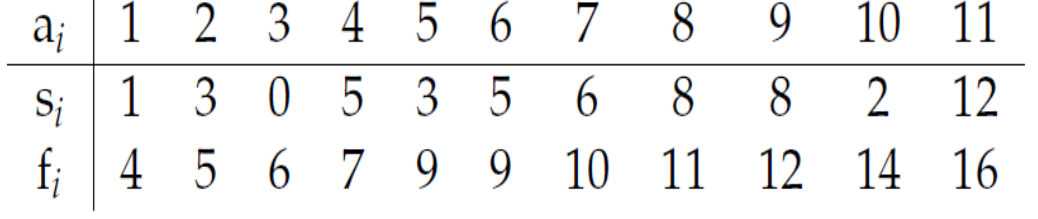 aᵢ 1 2 3 4 5 6 7 8 9 10 11
sᵢ 1 3 0 5 3 5 6 8 8 2 12
fᵢ 4 5 6 7 9 9 10 11 12 14 16